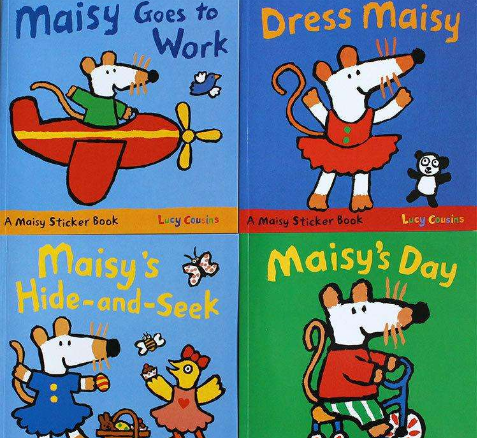 Maisy Goes to
Work
A Maisy Sticker Book
Lucy Cousins
Dress Maisy
A Maisy Sticker Book
Lucy Cousins
Maisy's
Hide-and-Seek
Maisy's Day